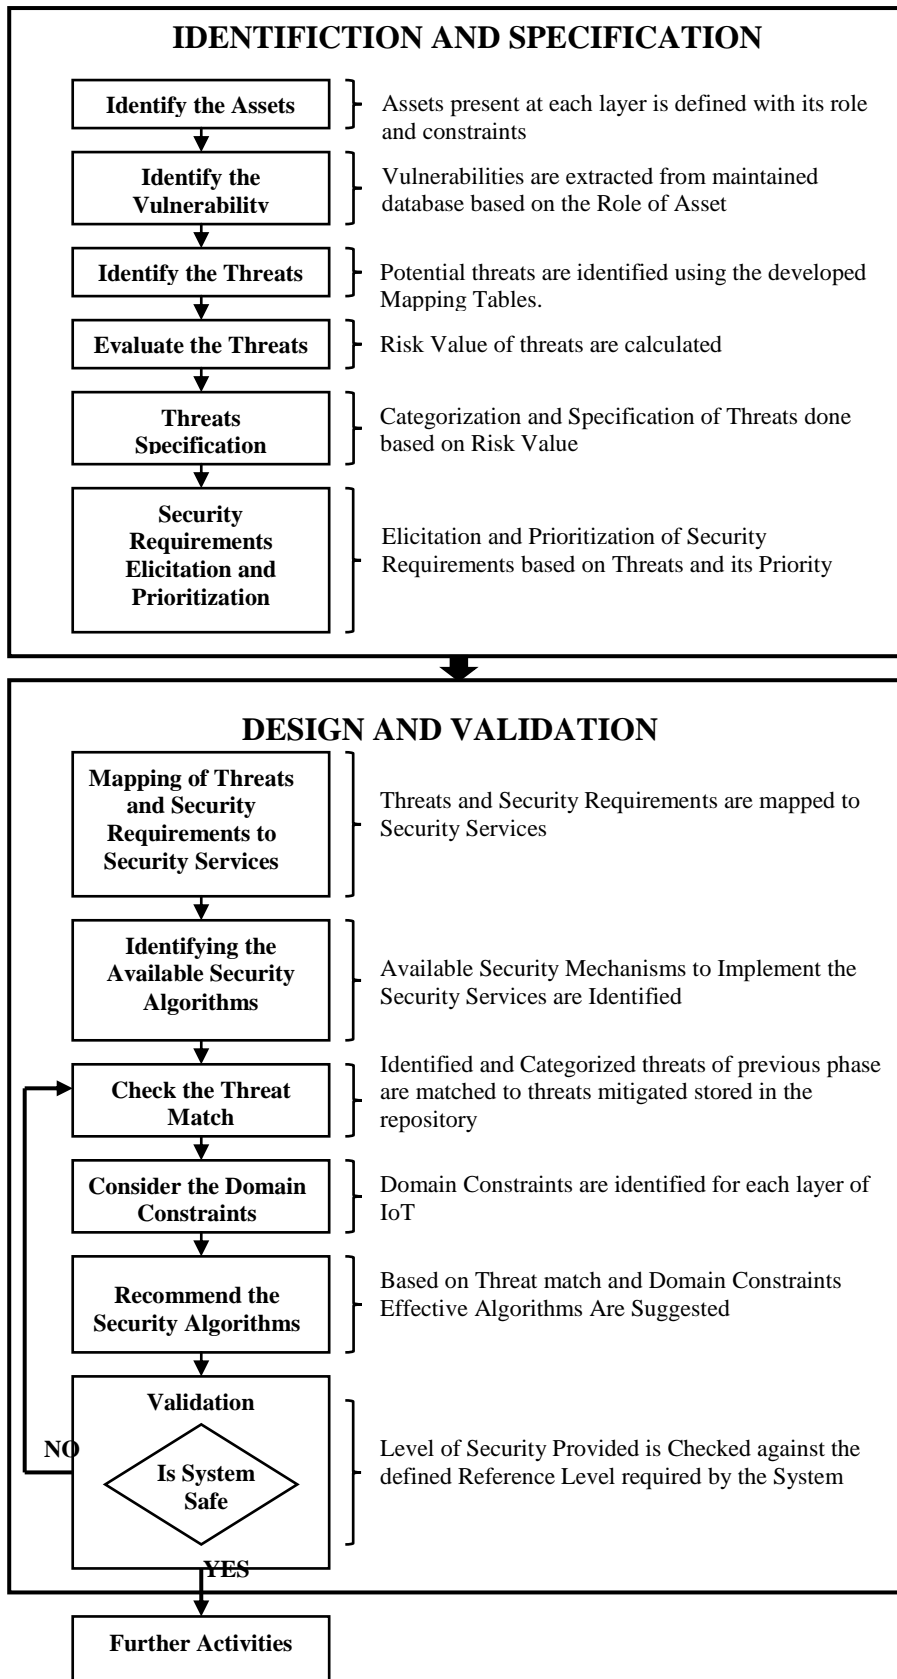 IDENTIFICTION AND SPECIFICATION
Identify the Assets
Assets present at each layer is defined with its role
and constraints
Identify the
Vulnerability
Vulnerabilities are extracted from maintained
database based on the Role of Asset
Identify the Threats
Potential threats are identified using the developed
Mapping Tables.
Evaluate the Threats
Risk Value of threats are calculated
Threats
Specification
Categorization and Specification of Threats done
based on Risk Value
Security
Requirements
Elicitation and
Prioritization
Elicitation and Prioritization of Security
Requirements based on Threats and its Priority
DESIGN AND VALIDATION
Mapping of Threats
and Security
Requirements to
Security Services
Threats and Security Requirements are mapped to
Security Services
Identifying the
Available Security
Algorithms
Available Security Mechanisms to Implement the
Security Services are Identified
Check the Threat
Match
Identified and Categorized threats of previous phase
are matched to threats mitigated stored in the
repository
Consider the Domain
Constraints
Domain Constraints are identified for each layer of
IoT
Recommend the
Security Algorithms
Based on Threat match and Domain Constraints
Effective Algorithms Are Suggested
Validation
NO
Is System
Safe
Level of Security Provided is Checked against the
defined Reference Level required by the System
YES
Further Activities